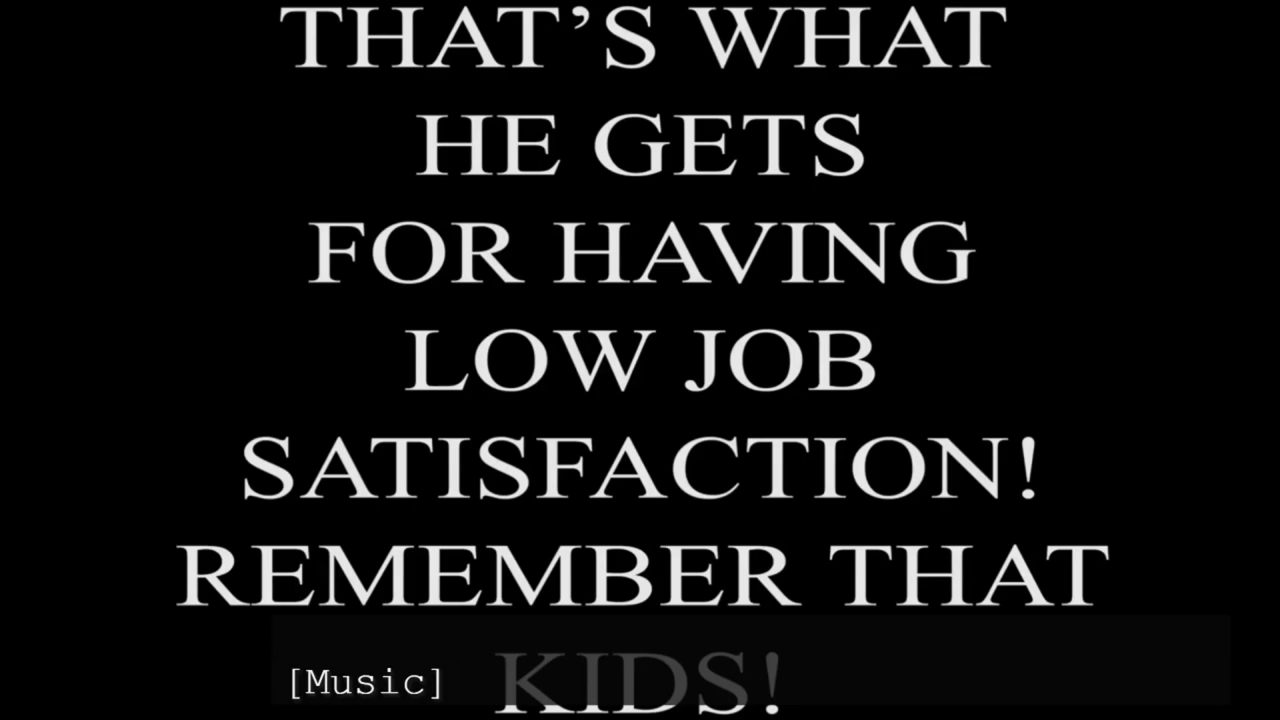 THAT’S WHAT
HE GETS
FOR HAVING
LOW JOB
SATISFACTION!
REMEMBER THAT
KIDS!
[Music]